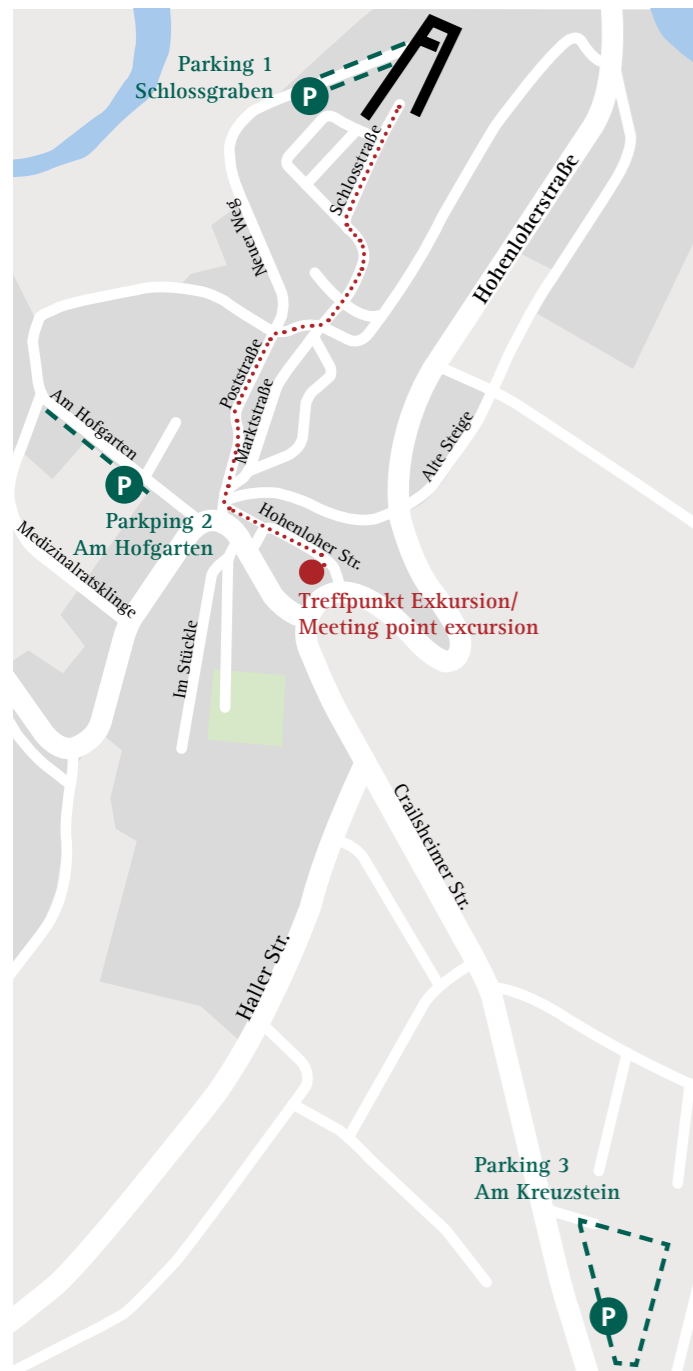 Parking 1
Schlossgraben
P
Schlosstraße
Hohenloherstraße
Neuer Weg
Poststraße
Marktstraße
Am Hofgarten
Alte Steige
P
Parkping 2
Am Hofgarten
Hohenloher Str.
Medizinalratsklinge
Treffpunkt Exkursion/
Meeting point excursion
Im Stückle
Crailsheimer Str.
Haller Str.
Parking 3
Am Kreuzstein
P